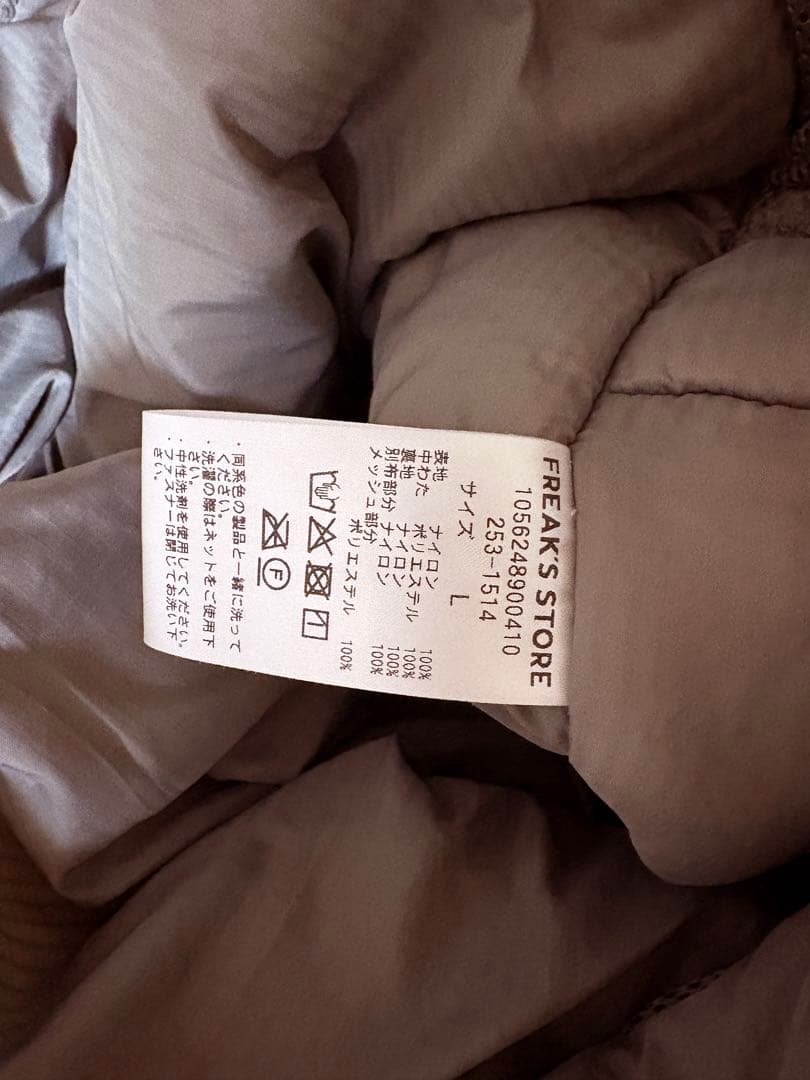 FREAK'S STORE
1056248900410
253-1514
サイズ L
表地 ナイロン 100%
中わた ポリエステル 100%
裏地 ナイロン 100%
別布部分 ナイロン 100%
メッシュ部分 ポリエステル 100%
F
・同系色の製品と一緒に洗って
ください。
・洗濯の際はネットをご使用下
さい。
・中性洗剤を使用してください。
・ファスナーは閉じてお洗い下
さい。